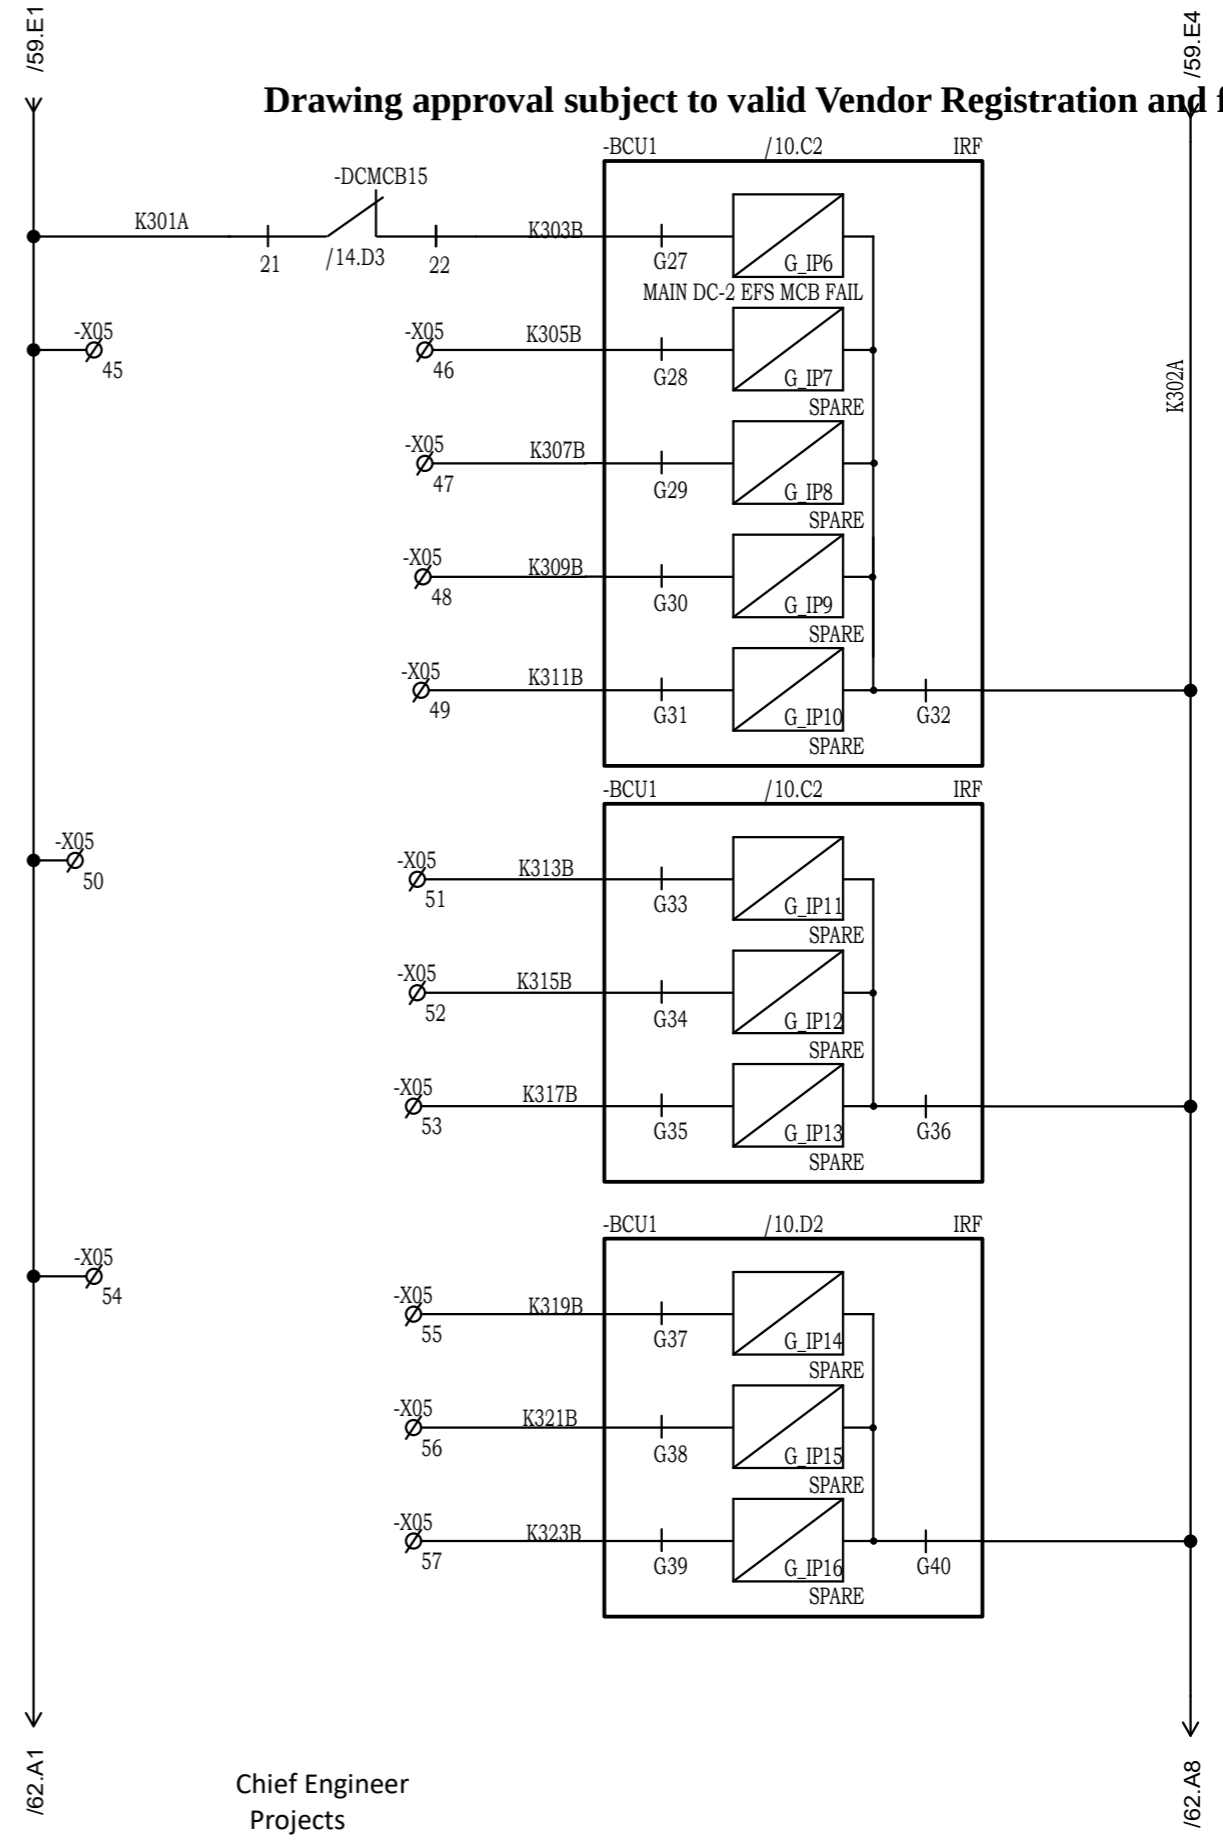 /59.E1
/59.E4
Drawing approval subject to valid Vendor Registration and f
-BCU1 /10.C2 IRF
-DCMCB15
K301A
21
/14.D3
22
K303B
G27
G_IP6
MAIN DC-2 EFS MCB FAIL
-X05
45
-X05
46
K305B
G28
G_IP7
SPARE
K302A
-X05
47
K307B
G29
G_IP8
SPARE
-X05
48
K309B
G30
G_IP9
SPARE
-X05
49
K311B
G31
G_IP10
G32
SPARE
-BCU1 /10.C2 IRF
-X05
50
-X05
51
K313B
G33
G_IP11
SPARE
-X05
52
K315B
G34
G_IP12
SPARE
-X05
53
K317B
G35
G_IP13
G36
SPARE
-BCU1 /10.D2 IRF
-X05
54
-X05
55
K319B
G37
G_IP14
SPARE
-X05
56
K321B
G38
G_IP15
SPARE
-X05
57
K323B
G39
G_IP16
G40
SPARE
/62.A1
/62.A8
Chief Engineer
Projects